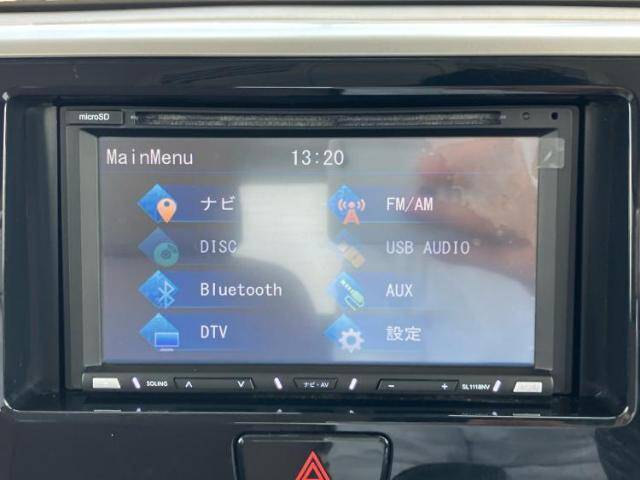 microSD
MainMenu 13:20
ナビ FM/AM
DISC USB AUDIO
Bluetooth AUX
DTV 設定
SOLING ナビ・AV SL1118NV